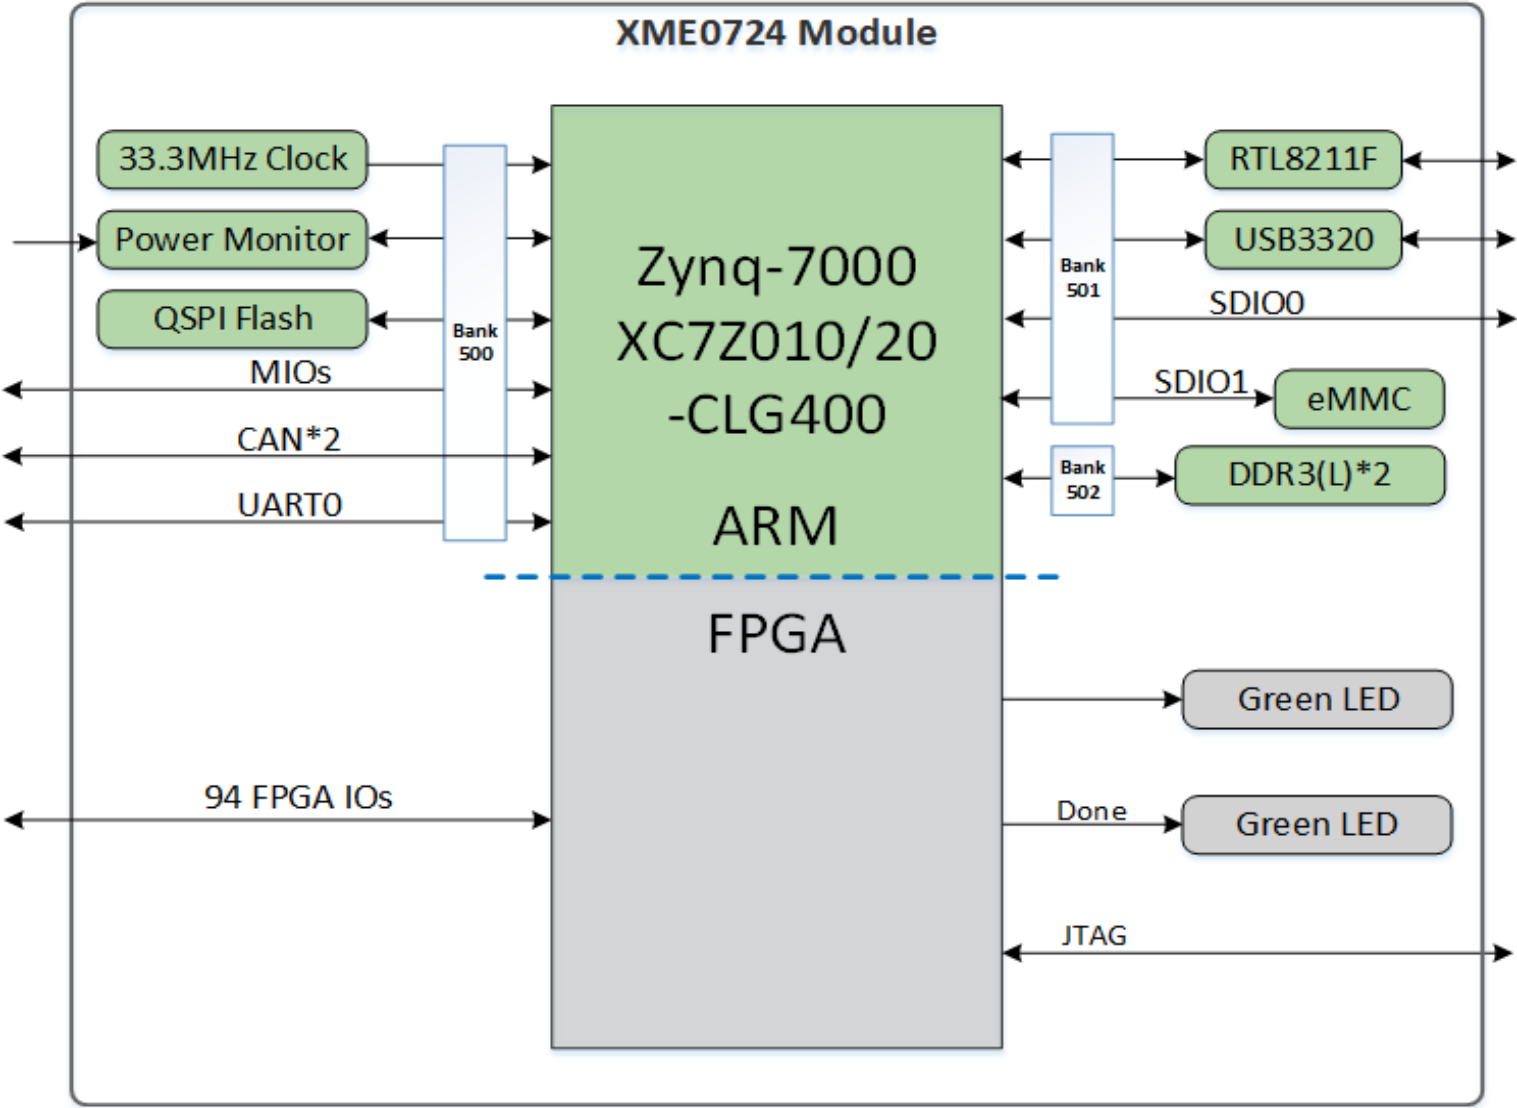 XME0724 Module
33.3MHz Clock
Power Monitor
QSPI Flash
MIOs
CAN*2
UART0
Bank
500
Zynq-7000
XC7Z010/20
-CLG400
ARM
FPGA
Bank
501
Bank
502
RTL8211F
USB3320
SDIO0
SDIO1
eMMC
DDR3(L)*2
94 FPGA IOs
Green LED
Done
Green LED
JTAG